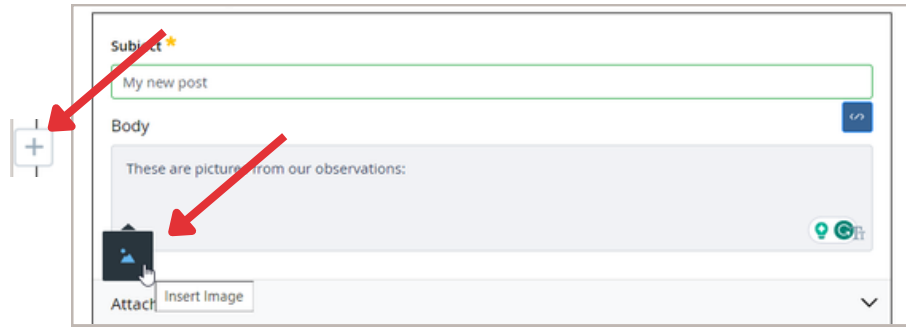 Subject
My new post
Body
These are pictures from our observations:
Insert Image
Attach